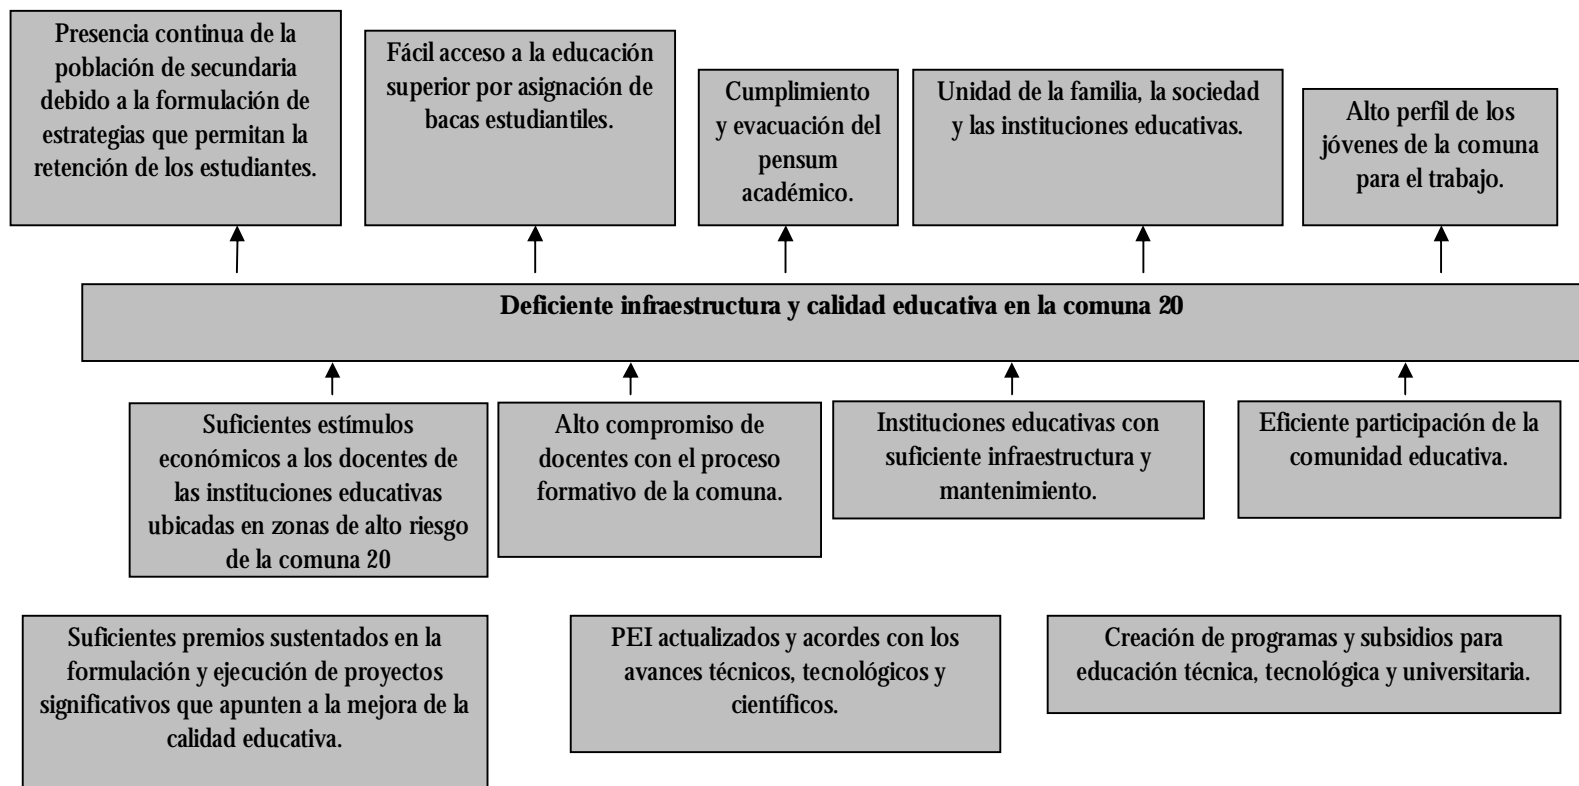 Presencia continua de la
población de secundaria
debido a la formulación de
estrategias que permitan la
retención de los estudiantes.
Fácil acceso a la educación
superior por asignación de
bacas estudiantiles.
Cumplimiento
y evacuación del
pensum
académico.
Unidad de la familia, la sociedad
y las instituciones educativas.
Alto perfil de los
jóvenes de la comuna
para el trabajo.
Deficiente infraestructura y calidad educativa en la comuna 20
Suficientes estímulos
económicos a los docentes de
las instituciones educativas
ubicadas en zonas de alto riesgo
de la comuna 20
Alto compromiso de
docentes con el proceso
formativo de la comuna.
Instituciones educativas con
suficiente infraestructura y
mantenimiento.
Eficiente participación de la
comunidad educativa.
Suficientes premios sustentados en la
formulación y ejecución de proyectos
significativos que apunten a la mejora de la
calidad educativa.
PEI actualizados y acordes con los
avances técnicos, tecnológicos y
científicos.
Creación de programas y subsidios para
educación técnica, tecnológica y universitaria.